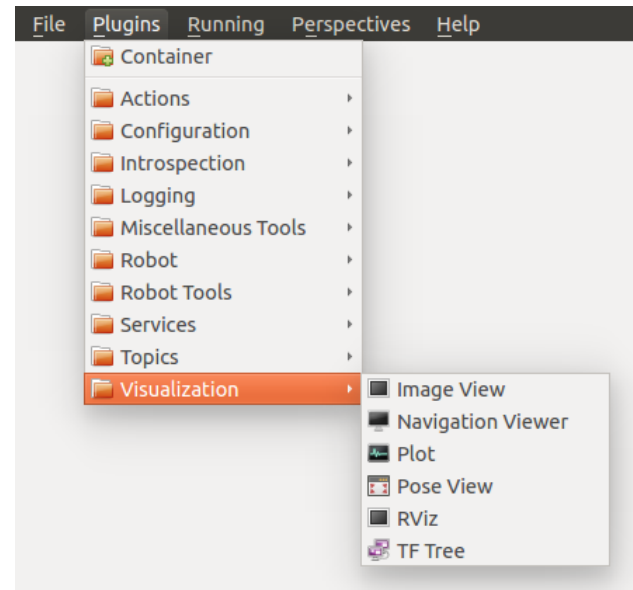 File Plugins Running Perspectives Help
Container
Actions
Configuration
Introspection
Logging
Miscellaneous Tools
Robot
Robot Tools
Services
Topics
Visualization
Image View
Navigation Viewer
Plot
Pose View
RViz
TF Tree